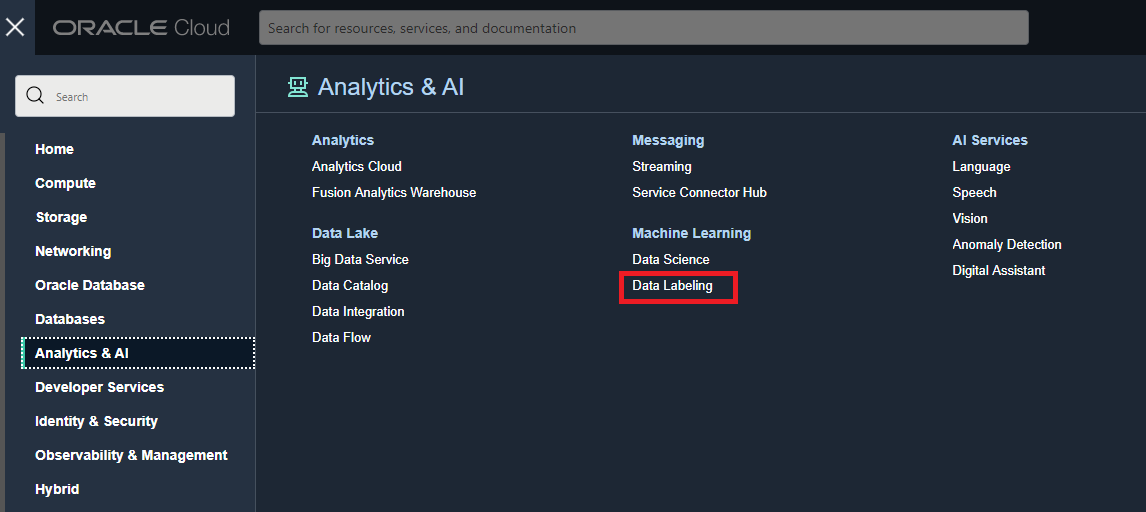 ORACLE Cloud
Search for resources, services, and documentation
Search
Home
Compute
Storage
Networking
Oracle Database
Databases
Analytics & AI
Developer Services
Identity & Security
Observability & Management
Hybrid
Analytics & AI
Analytics
Analytics Cloud
Fusion Analytics Warehouse
Data Lake
Big Data Service
Data Catalog
Data Integration
Data Flow
Messaging
Streaming
Service Connector Hub
Machine Learning
Data Science
Data Labeling
AI Services
Language
Speech
Vision
Anomaly Detection
Digital Assistant